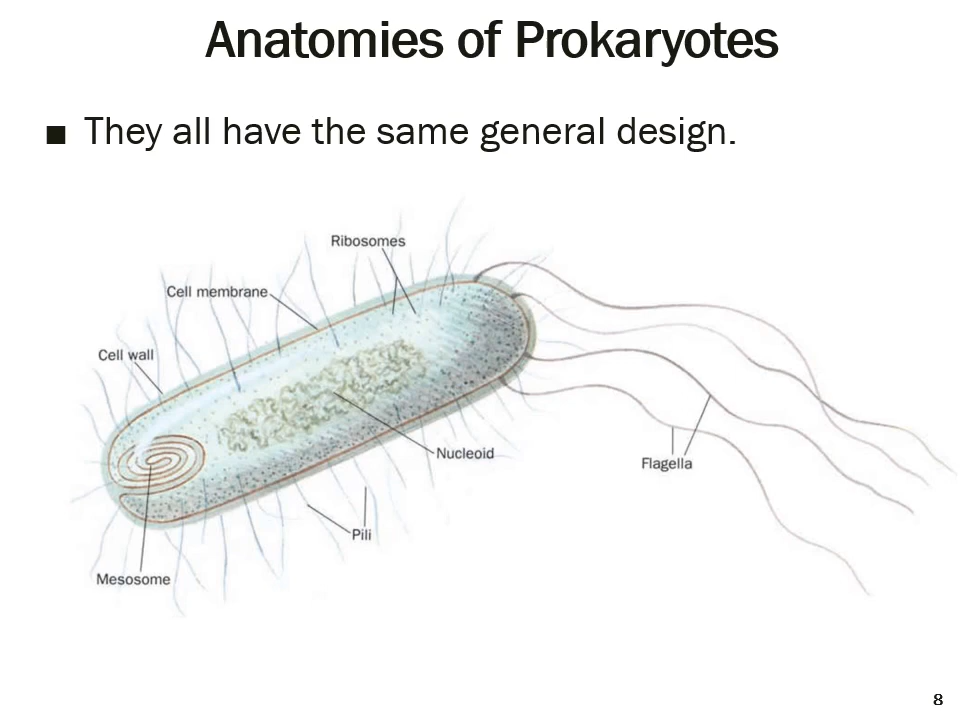 Anatomies of Prokaryotes
■ They all have the same general design.
Ribosomes
Cell membrane
Cell wall
Nucleoid
Flagella
Pili
Mesosome
8